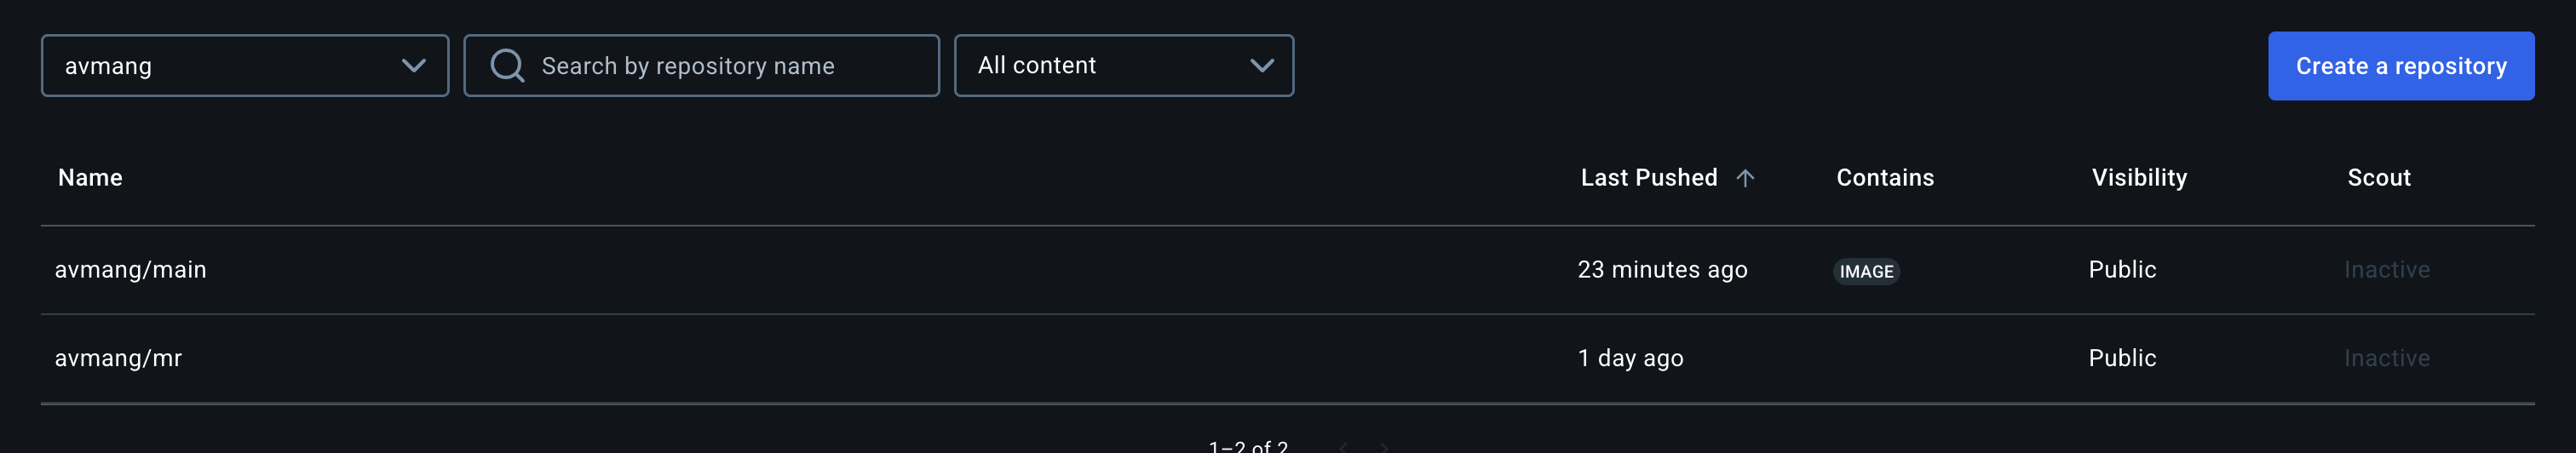 avmang Search by repository name All content Create a repository
Name Last Pushed Contains Visibility Scout
avmang/main 23 minutes ago IMAGE Public Inactive
avmang/mr 1 day ago Public Inactive
1–2 of 2